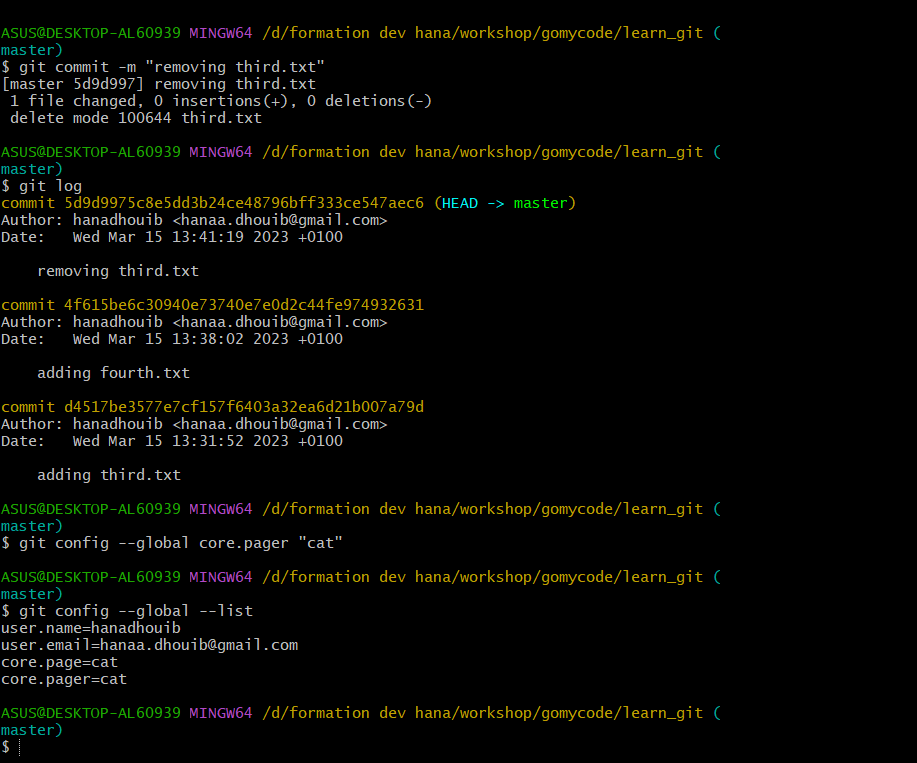 ASUS@DESKTOP-AL60939 MINGW64 /d/formation dev hana/workshop/gomycode/learn_git (
master)
$ git commit -m "removing third.txt"
[master 5d9d997] removing third.txt
 1 file changed, 0 insertions(+), 0 deletions(-)
 delete mode 100644 third.txt

ASUS@DESKTOP-AL60939 MINGW64 /d/formation dev hana/workshop/gomycode/learn_git (
master)
$ git log
commit 5d9d9975c8e5dd3b24ce48796bff333ce547aec6 (HEAD -> master)
Author: hanadhouib <hanaa.dhouib@gmail.com>
Date:   Wed Mar 15 13:41:19 2023 +0100

    removing third.txt

commit 4f615be6c30940e73740e7e0d2c44fe974932631
Author: hanadhouib <hanaa.dhouib@gmail.com>
Date:   Wed Mar 15 13:38:02 2023 +0100

    adding fourth.txt

commit d4517be3577e7cf157f6403a32ea6d21b007a79d
Author: hanadhouib <hanaa.dhouib@gmail.com>
Date:   Wed Mar 15 13:31:52 2023 +0100

    adding third.txt

ASUS@DESKTOP-AL60939 MINGW64 /d/formation dev hana/workshop/gomycode/learn_git (
master)
$ git config --global core.pager "cat"

ASUS@DESKTOP-AL60939 MINGW64 /d/formation dev hana/workshop/gomycode/learn_git (
master)
$ git config --global --list
user.name=hanadhouib
user.email=hanaa.dhouib@gmail.com
core.page=cat
core.pager=cat

ASUS@DESKTOP-AL60939 MINGW64 /d/formation dev hana/workshop/gomycode/learn_git (
master)
$